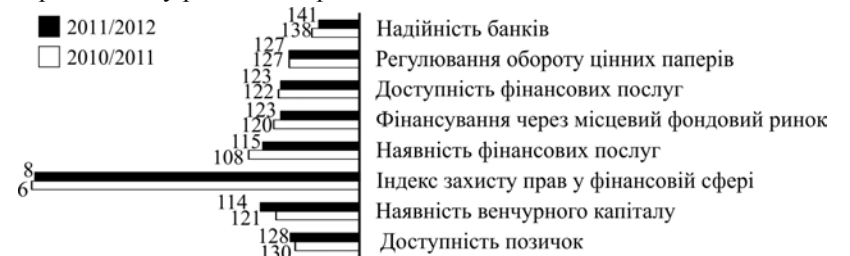 2011/2012
2010/2011
141
138
Надійність банків
127
127
Регулювання обороту цінних паперів
123
122
Доступність фінансових послуг
123
120
Фінансування через місцевий фондовий ринок
115
108
Наявність фінансових послуг
8
6
Індекс захисту прав у фінансовій сфері
114
121
Наявність венчурного капіталу
128
130
Доступність позичок